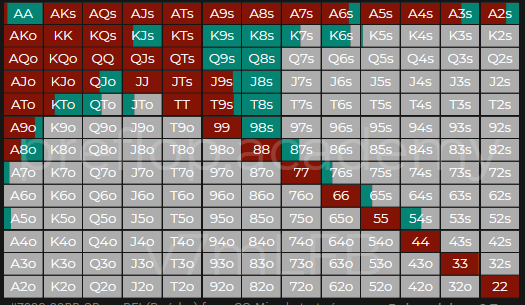 AA AKs AQs AJs ATs A9s A8s A7s A6s A5s A4s A3s A2s
AKo KK KQs KJs KTs K9s K8s K7s K6s K5s K4s K3s K2s
AQo KQo QQ QJs QTs Q9s Q8s Q7s Q6s Q5s Q4s Q3s Q2s
AJo KJo QJo JJ JTs J9s J8s J7s J6s J5s J4s J3s J2s
ATo KTo QTo JTo TT T9s T8s T7s T6s T5s T4s T3s T2s
A9o K9o Q9o J9o T9o 99 98s 97s 96s 95s 94s 93s 92s
A8o K8o Q8o J8o T8o 98o 88 87s 86s 85s 84s 83s 82s
A7o K7o Q7o J7o T7o 97o 87o 77 76s 75s 74s 73s 72s
A6o K6o Q6o J6o T6o 96o 86o 76o 66 65s 64s 63s 62s
A5o K5o Q5o J5o T5o 95o 85o 75o 65o 55 54s 53s 52s
A4o K4o Q4o J4o T4o 94o 84o 74o 64o 54o 44 43s 42s
A3o K3o Q3o J3o T3o 93o 83o 73o 63o 53o 43o 33 32s
A2o K2o Q2o J2o T2o 92o 82o 72o 62o 52o 42o 32o 22